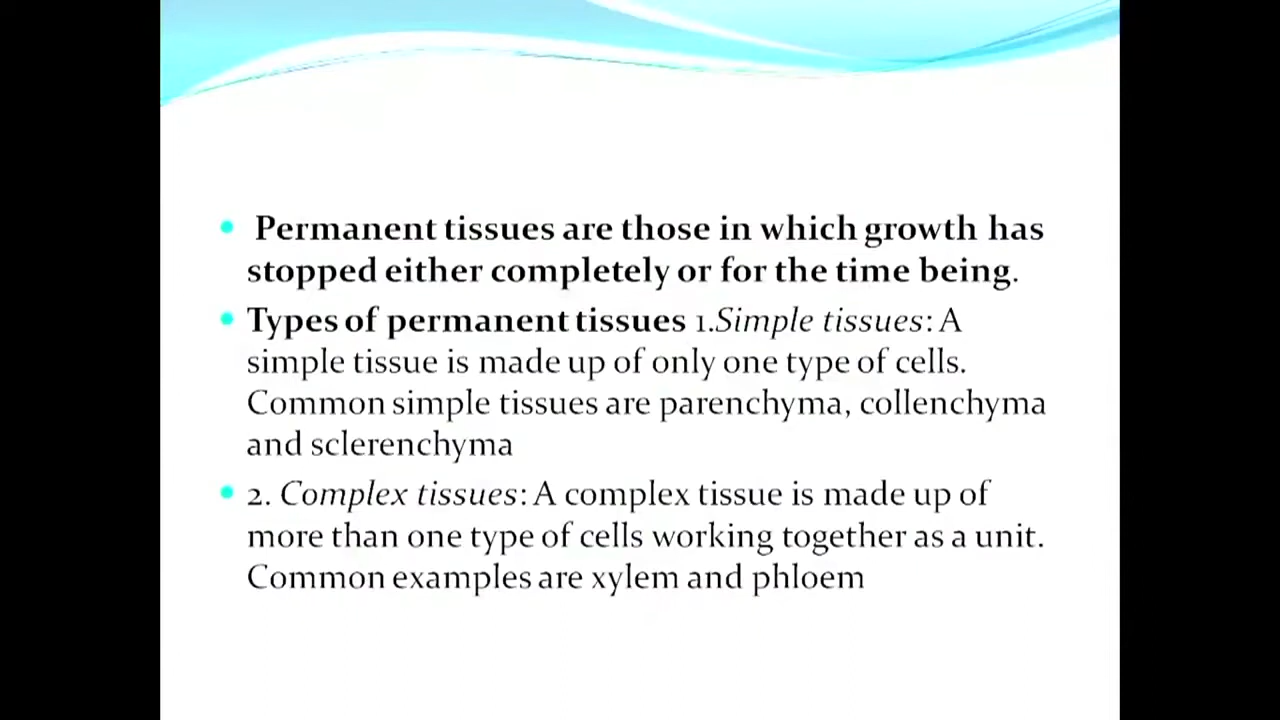 Permanent tissues are those in which growth has
stopped either completely or for the time being.
Types of permanent tissues 1.Simple tissues: A
simple tissue is made up of only one type of cells.
Common simple tissues are parenchyma, collenchyma
and sclerenchyma
2. Complex tissues: A complex tissue is made up of
more than one type of cells working together as a unit.
Common examples are xylem and phloem